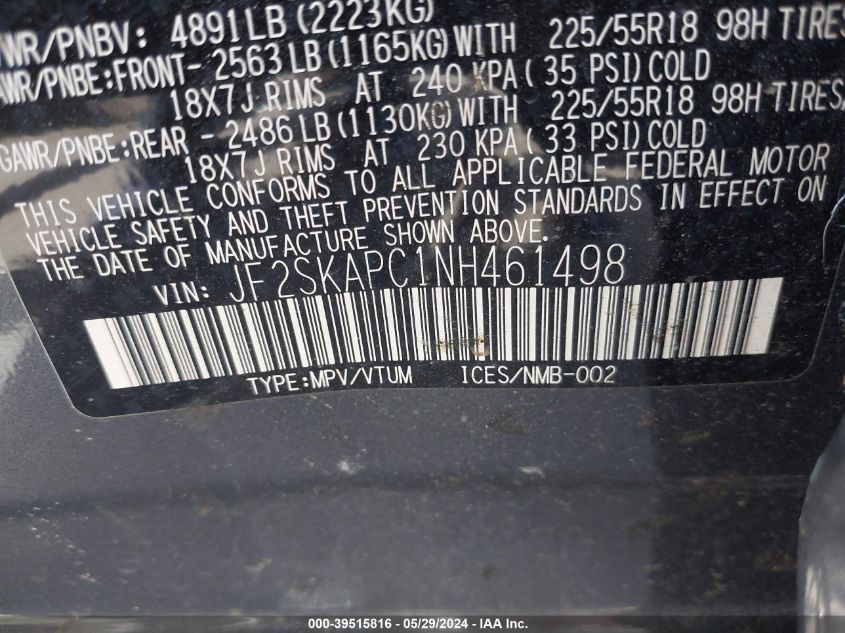 WR/PNBV: 4891LB (2223KG)
AWR/PNBE:FRONT- 2563 LB (1165KG) WITH 225/55R18 98H TIRES
18X7J RIMS AT 240 KPA ( 35 PSI) COLD
GAWR/PNBE:REAR - 2486 LB (1130KG) WITH 225/55R18 98H TIRES
18X7J RIMS AT 230 KPA ( 33 PSI) COLD
THIS VEHICLE CONFORMS TO ALL APPLICABLE FEDERAL MOTOR
VEHICLE SAFETY AND THEFT PREVENTION STANDARDS IN EFFECT ON
THE DATE OF MANUFACTURE SHOWN ABOVE.
VIN: JF2SKAPC1NH461498
TYPE:MPV/VTUM ICES/NMB-002
000-39515816 - 05/29/2024 - IAA Inc.